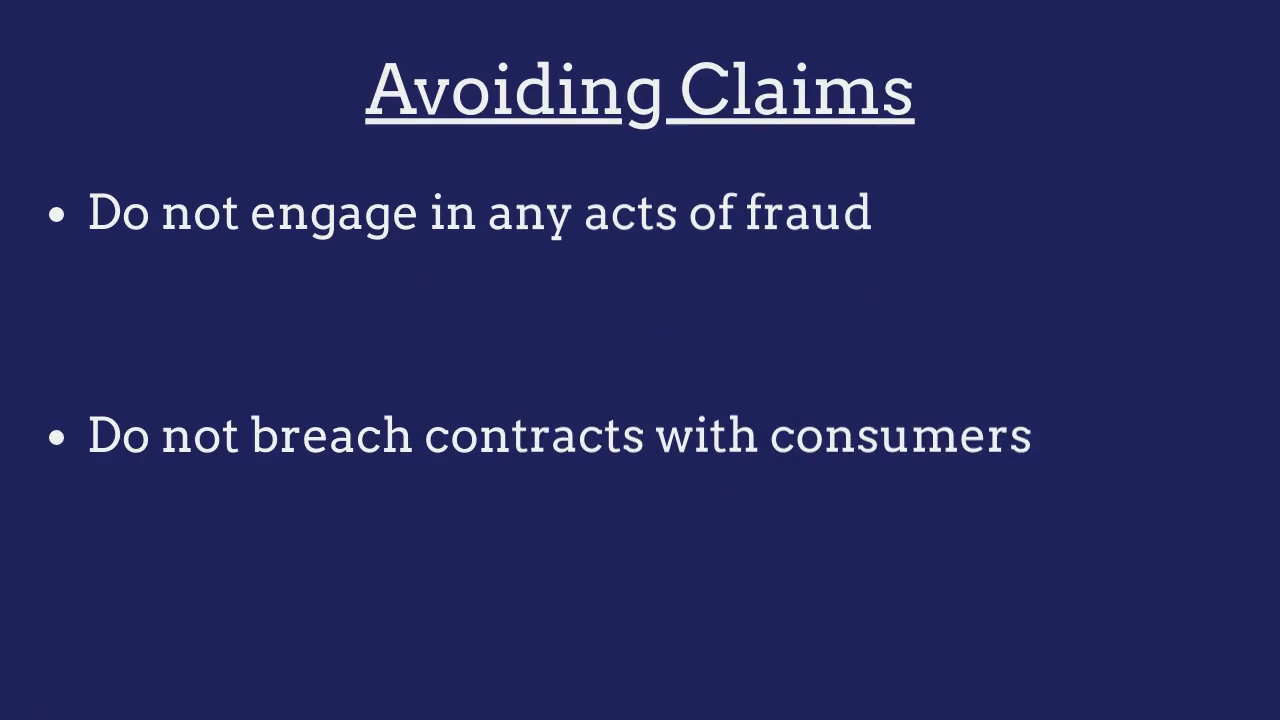 Avoiding Claims
• Do not engage in any acts of fraud
• Do not breach contracts with consumers